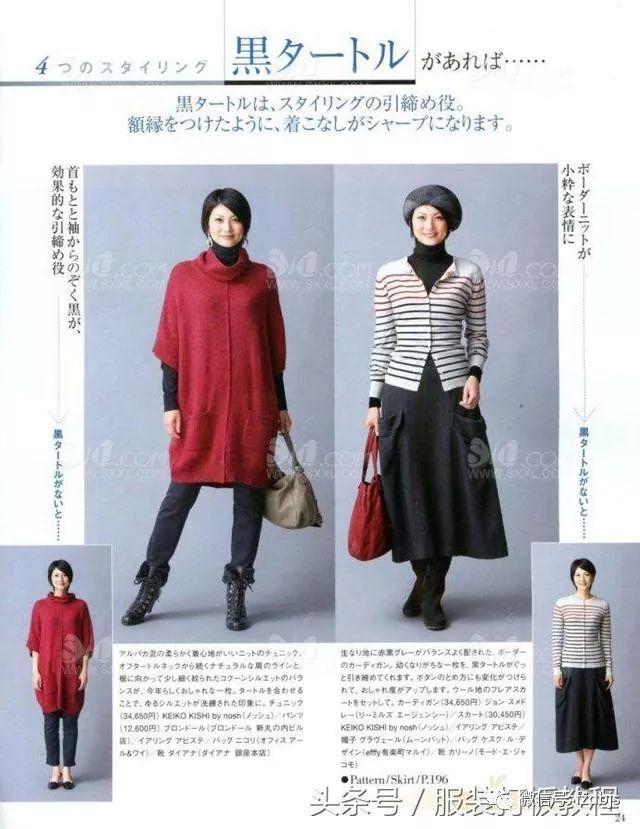 4つのスタイリング 黒タートルがあれば……
黒タートルは、スタイリングの引締め役。
額縁をつけたように、着こなしがシャープになります。
首もとと袖からのぞく黒が、
効果的な引締め役
黒タートルがないと……
ボーダーニットが
小粋な表情に
黒タートルがないと……
アルパカ混の柔らかく着心地がいいニットのチュニック。
オフタートルネックから続くナチュラルな肩のラインと、
裾に向かって少し細く絞られたコクーンシルエットのバラ
ンスが、今年らしくおしゃれな一枚。タートルを合わせる
ことで、ゆるシルエットが洗練された印象に。チュニック
(34,650円) KEIKO KISHI by nosh(ノッシュ)/パンツ
(12,600円) ブロンドール(ブロンドール 新丸の内ビル
店)/イアリング アビステ/バッグ ニコリ(オフィス アー
ル&ワイ)/靴 ダイアナ(ダイアナ 銀座本店)
生なり地に赤黒グレーがバランスよく配された、ボーダー
のカーディガン。幼くなりがちな一枚を、黒タートルがぐっ
と引き締めてくれます。ボタンのとめ方にも変化がつけら
れて、おしゃれ度がアップします。ウール地のフレアスカ
ートをセットして。カーディガン(34,650円) ジョン スメド
レー(リーミルズ エージェンシー)/スカート(30,450円)
KEIKO KISHI by nosh(ノッシュ)/イアリング アビステ/
帽子 グラヴェール(ムーンバット)/バッグ ケスク・ル・デ
ザイン(effty有楽町マルイ)/靴 カリーノ(モード・エ・ジャ
コモ)
●Pattern/Skirt/P.196
SXXL.COM
WWW.SXXL.COM
头条号/服装打板教程
24